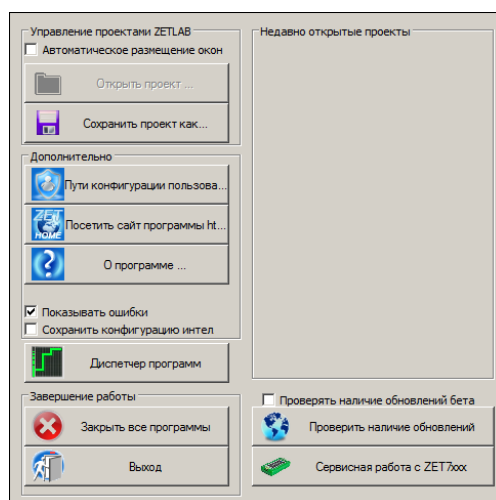 Управление проектами ZETLAB
Автоматическое размещение окон
Открыть проект ...
Сохранить проект как...
Дополнительно
Пути конфигурации пользова...
ZET
HOME
Посетить сайт программы ht...
О программе ...
Показывать ошибки
Сохранить конфигурацию интел
Диспетчер программ
Завершение работы
Закрыть все программы
Выход
Недавно открытые проекты
Проверять наличие обновлений бета
Проверить наличие обновлений
Сервисная работа с ZET7xxx